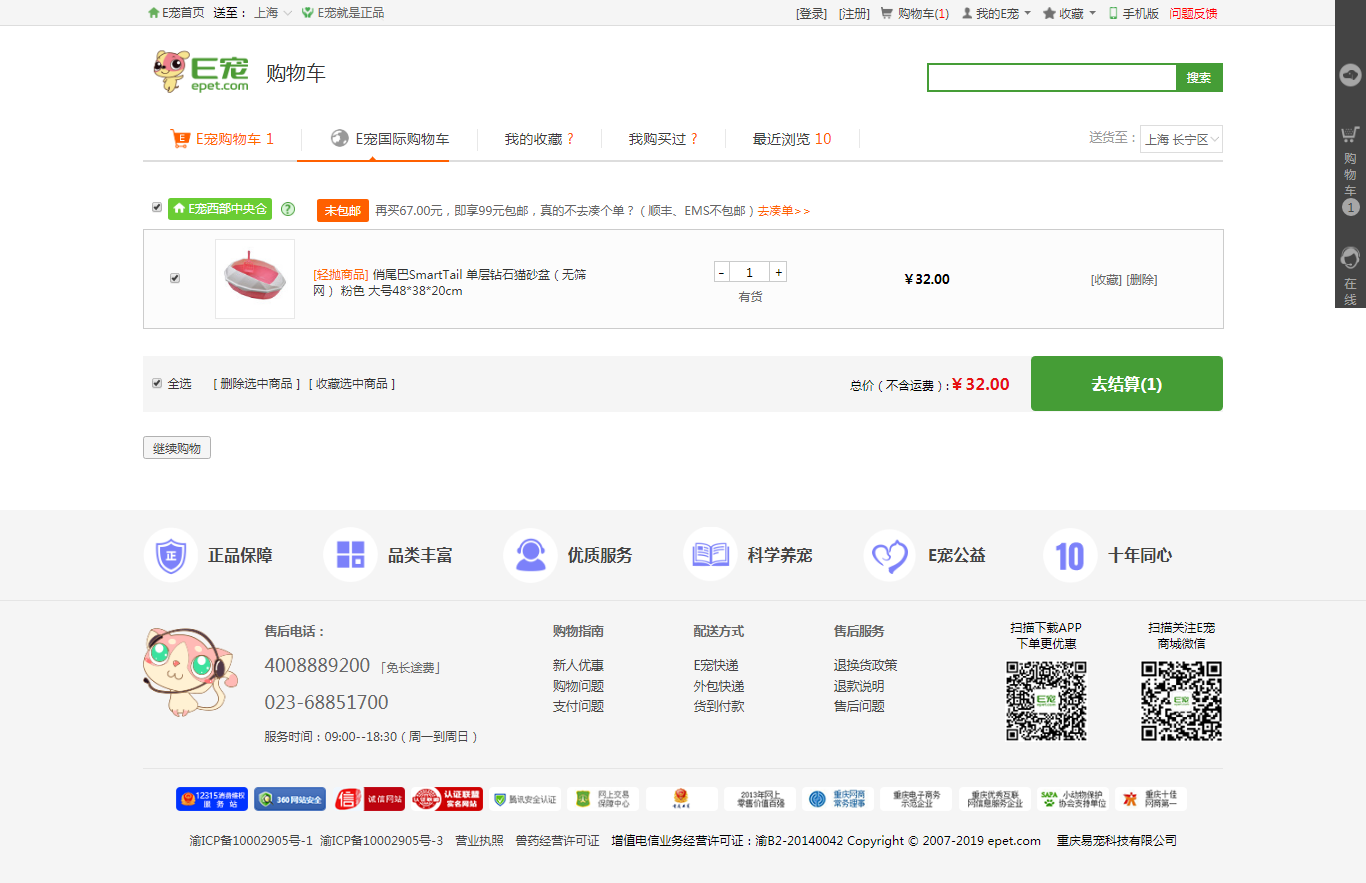 E宠首页 送至： 上海 E宠就是正品
[登录] [注册] 购物车(1) 我的E宠 收藏 手机版 问题反馈
E宠
epet.com
购物车
搜索
E宠购物车 1 E宠国际购物车 我的收藏 ? 我购买过 ? 最近浏览 10
送货至： 上海 长宁区
购物车
1
在线
E宠西部中央仓 ? 未包邮 再买67.00元，即享99元包邮，真的不去凑个单？（顺丰、EMS不包邮）去凑单>>
[轻抛商品] 俏尾巴SmartTail 单层钻石猫砂盆（无筛
网） 粉色 大号48*38*20cm
- 1 +
有货
¥32.00
[收藏] [删除]
全选 [ 删除选中商品 ] [ 收藏选中商品 ]
总价（不含运费）: ¥ 32.00
去结算(1)
继续购物
正 正品保障 品类丰富 优质服务 科学养宠 E宠公益 10 十年同心
售后电话：
4008889200 「免长途费」
023-68851700
服务时间：09:00--18:30（周一到周日）
购物指南
新人优惠
购物问题
支付问题
配送方式
E宠快递
外包快递
货到付款
售后服务
退换货政策
退款说明
售后问题
扫描下载APP
下单更优惠
E宠
epet.com
扫描关注E宠
商城微信
E宠
epet.com
12315消费维权
服务站
360网站安全
信 诚信网站
认证联盟
认证联盟
实名网站
腾讯安全认证
网上交易
保障中心
2013年网上
零售价值百强
重庆网商
常务理事
重庆电子商务
示范企业
重庆优秀互联
网信息服务企业
SAPA 小动物保护
协会支持单位
重庆十佳
网商第一
渝ICP备10002905号-1 渝ICP备10002905号-3 营业执照 兽药经营许可证 增值电信业务经营许可证：渝B2-20140042 Copyright © 2007-2019 epet.com 重庆易宠科技有限公司